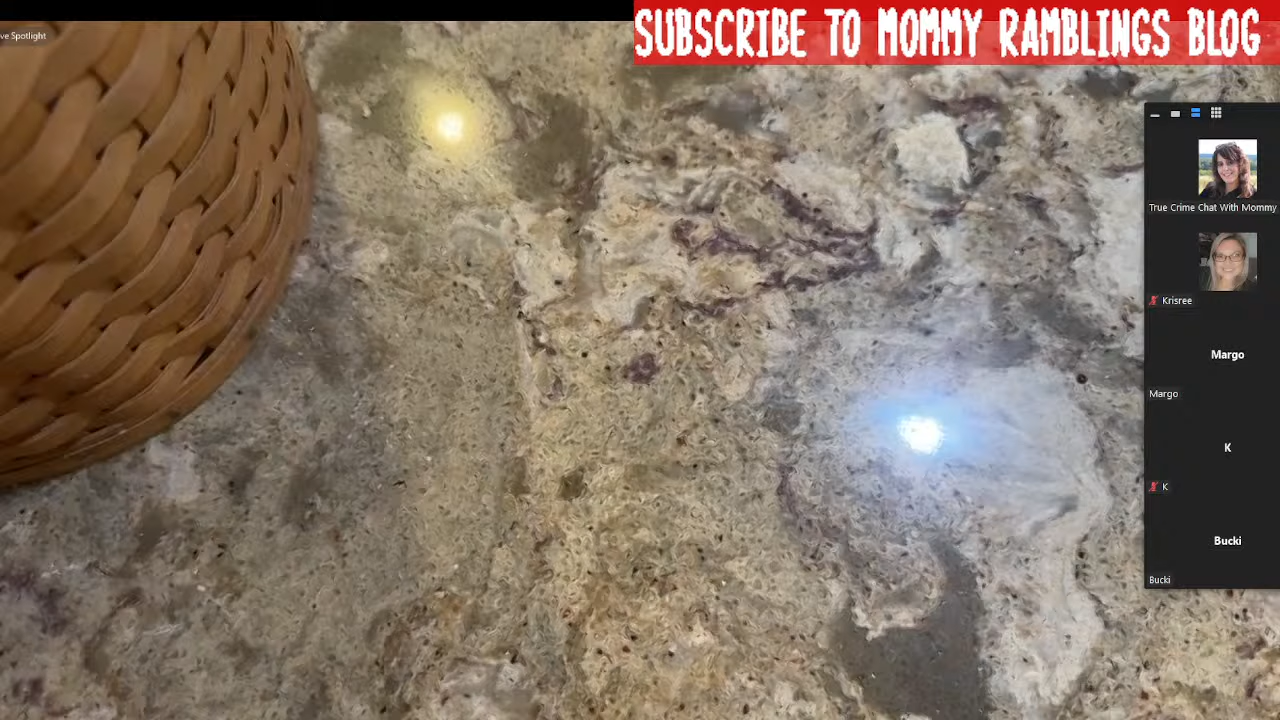 SUBSCRIBE TO MOMMY RAMBLINGS BLOG
ve Spotlight
True Crime Chat With Mommy
Krisree
Margo
Margo
K
K
Bucki
Bucki